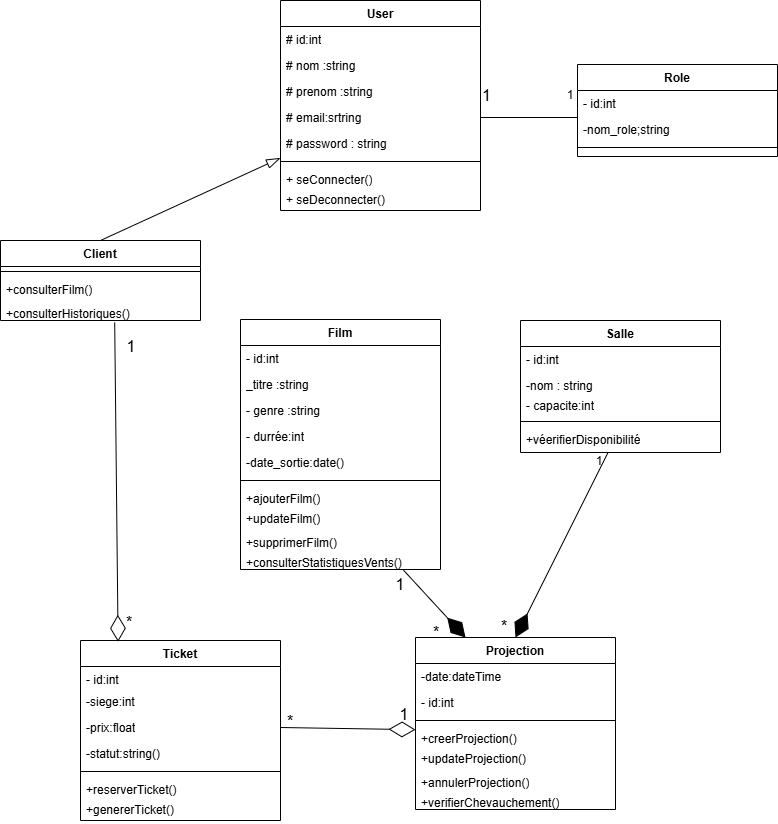 User
# id:int
# nom :string
# prenom :string
# email:srtring
# password : string
+ seConnecter()
+ seDeconnecter()
1
1
Role
- id:int
-nom_role;string
Client
+consulterFilm()
+consulterHistoriques()
1
Film
- id:int
_titre :string
- genre :string
- durrée:int
-date_sortie:date()
+ajouterFilm()
+updateFilm()
+supprimerFilm()
+consulterStatistiquesVents()
1
Salle
- id:int
-nom : string
- capacite:int
+véerifierDisponibilité
1
*
*
*
Ticket
- id:int
-siege:int
-prix:float
-statut:string()
+reserverTicket()
+genererTicket()
*
1
Projection
-date:dateTime
- id:int
+creerProjection()
+updateProjection()
+annulerProjection()
+verifierChevauchement()